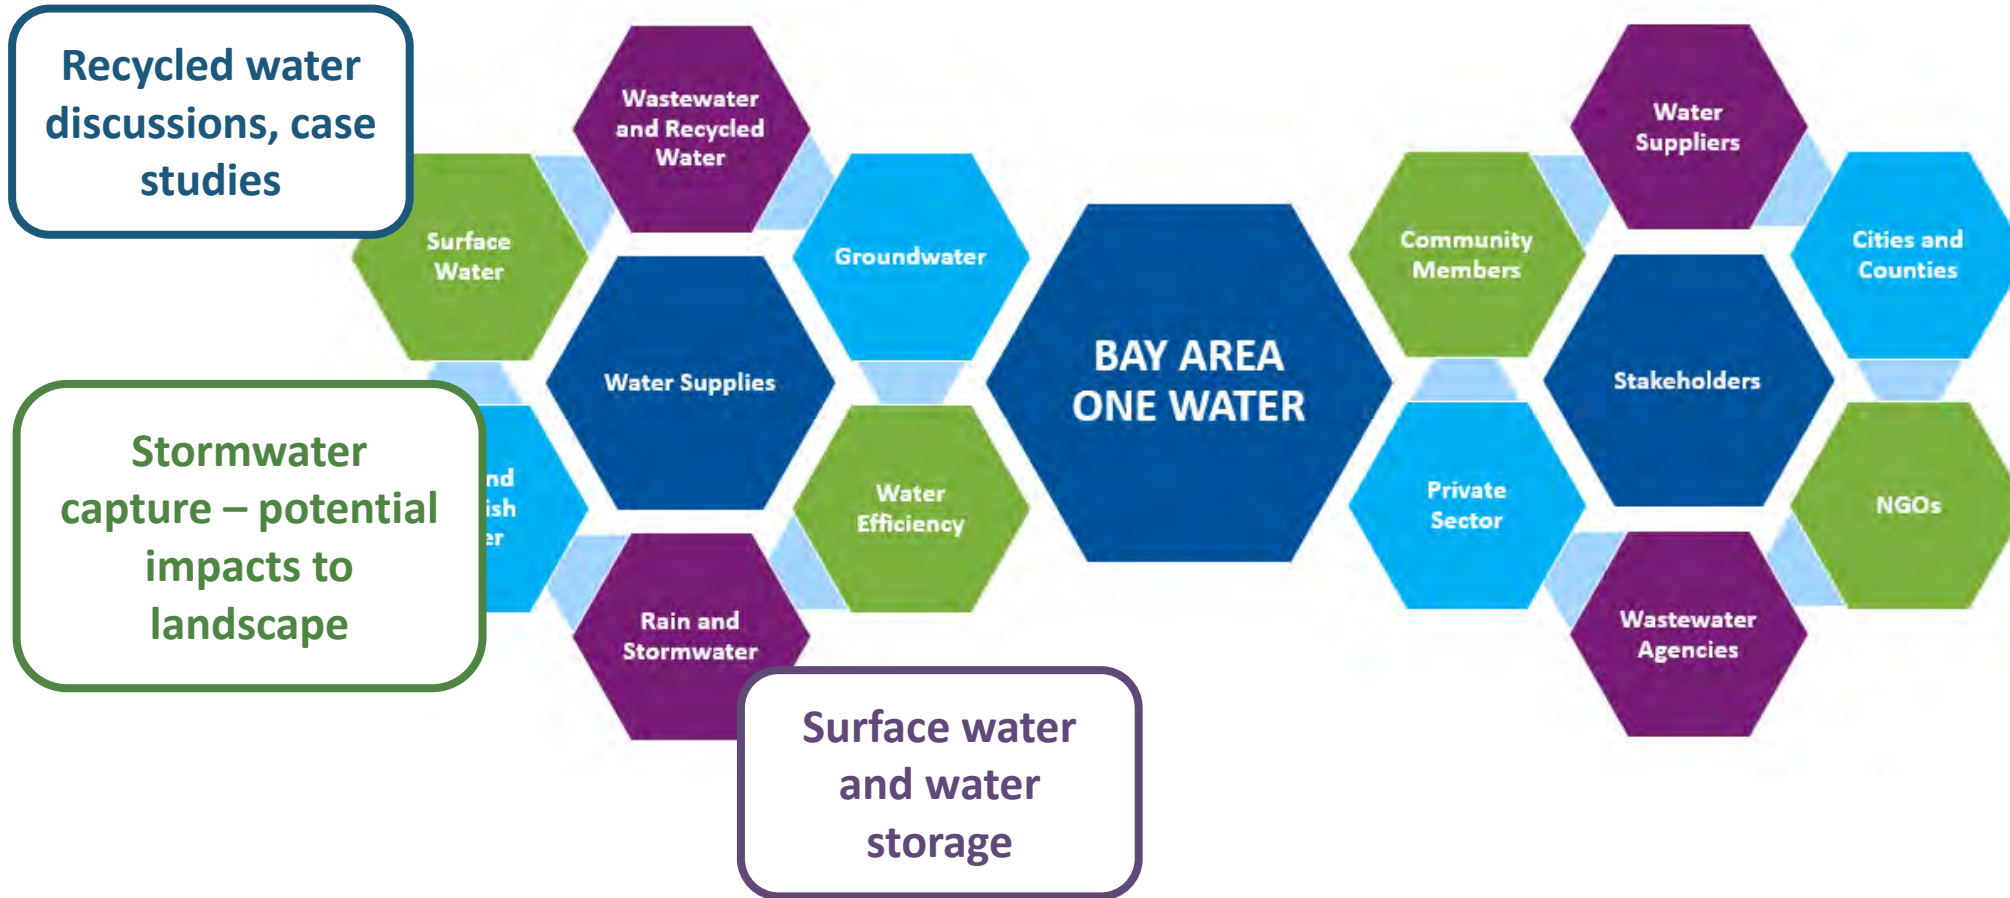 Recycled water
discussions, case
studies
Wastewater
and Recycled
Water
Surface
Water
Groundwater
Water Supplies
Stormwater
capture – potential
impacts to
landscape
Water
Efficiency
Rain and
Stormwater
Surface water
and water
storage
BAY AREA
ONE WATER
Water
Suppliers
Community
Members
Cities and
Counties
Stakeholders
Private
Sector
NGOs
Wastewater
Agencies